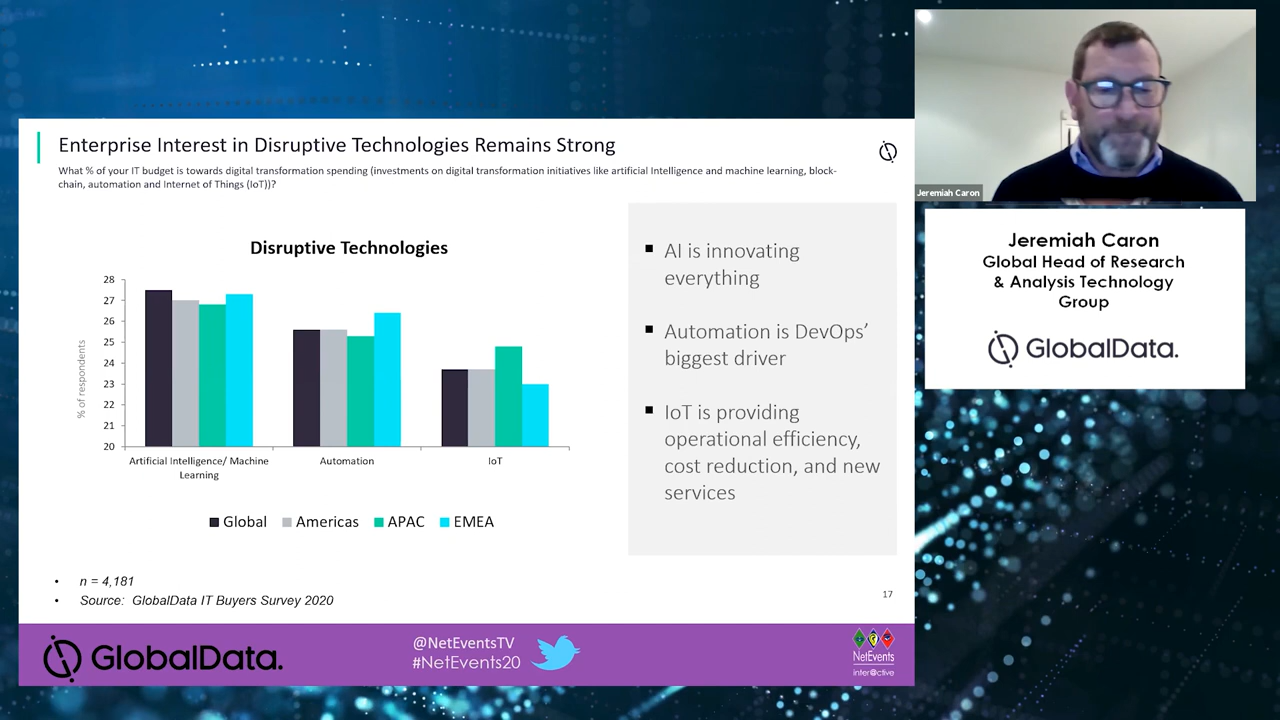 Enterprise Interest in Disruptive Technologies Remains Strong
What % of your IT budget is towards digital transformation spending (investments on digital transformation initiatives like artificial Intelligence and machine learning, block-
chain, automation and Internet of Things (IoT))?
Disruptive Technologies
28
27
26
25
24
23
22
21
20
% of respondents
Artificial Intelligence/ Machine
Learning
Automation
IoT
Global
Americas
APAC
EMEA
▪ AI is innovating
everything
▪ Automation is DevOps’
biggest driver
▪ IoT is providing
operational efficiency,
cost reduction, and new
services
• n = 4,181
• Source: GlobalData IT Buyers Survey 2020
17
GlobalData.
@NetEventsTV
#NetEvents20
NetEvents
inter@ctive
Jeremiah Caron
Jeremiah Caron
Global Head of Research
& Analysis Technology
Group
GlobalData.